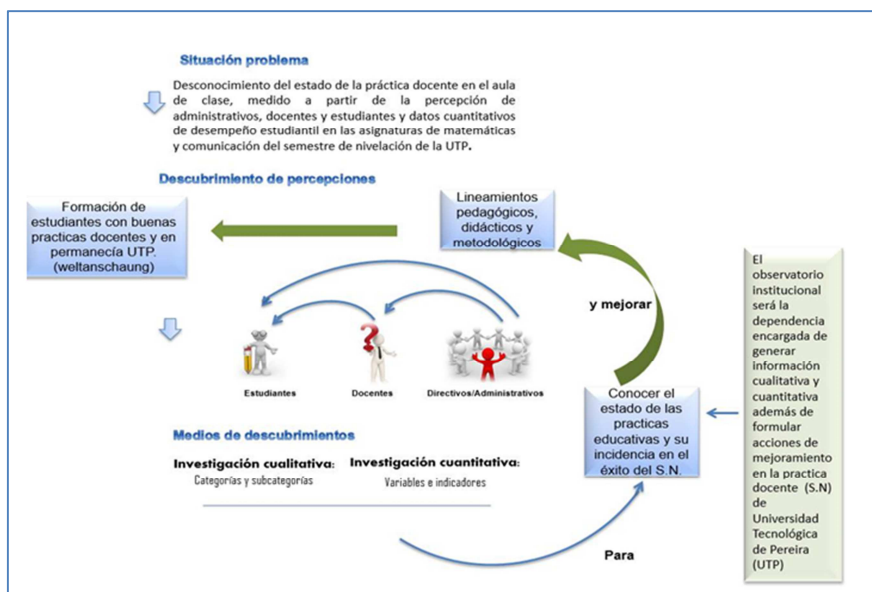 Situación problema
Desconocimiento del estado de la práctica docente en el aula
de clase, medido a partir de la percepción de
administrativos, docentes y estudiantes y datos cuantitativos
de desempeño estudiantil en las asignaturas de matemáticas
y comunicación del semestre de nivelación de la UTP.
Descubrimiento de percepciones
Formación de
estudiantes con buenas
practicas docentes y en
permanecía UTP.
(weltanschaung)
Lineamientos
pedagógicos,
didácticos y
metodológicos
y mejorar
Estudiantes
Docentes
Directivos/Administrativos
Medios de descubrimientos
Investigación cualitativa:
Categorías y subcategorías
Investigación cuantitativa:
Variables e indicadores
Para
Conocer el
estado de las
practicas
educativas y su
incidencia en el
éxito del S.N.
El
observatorio
institucional
será la
dependencia
encargada de
generar
información
cualitativa y
cuantitativa
además de
formular
acciones de
mejoramiento
en la practica
docente (S.N)
de
Universidad
Tecnológica
de Pereira
(UTP)